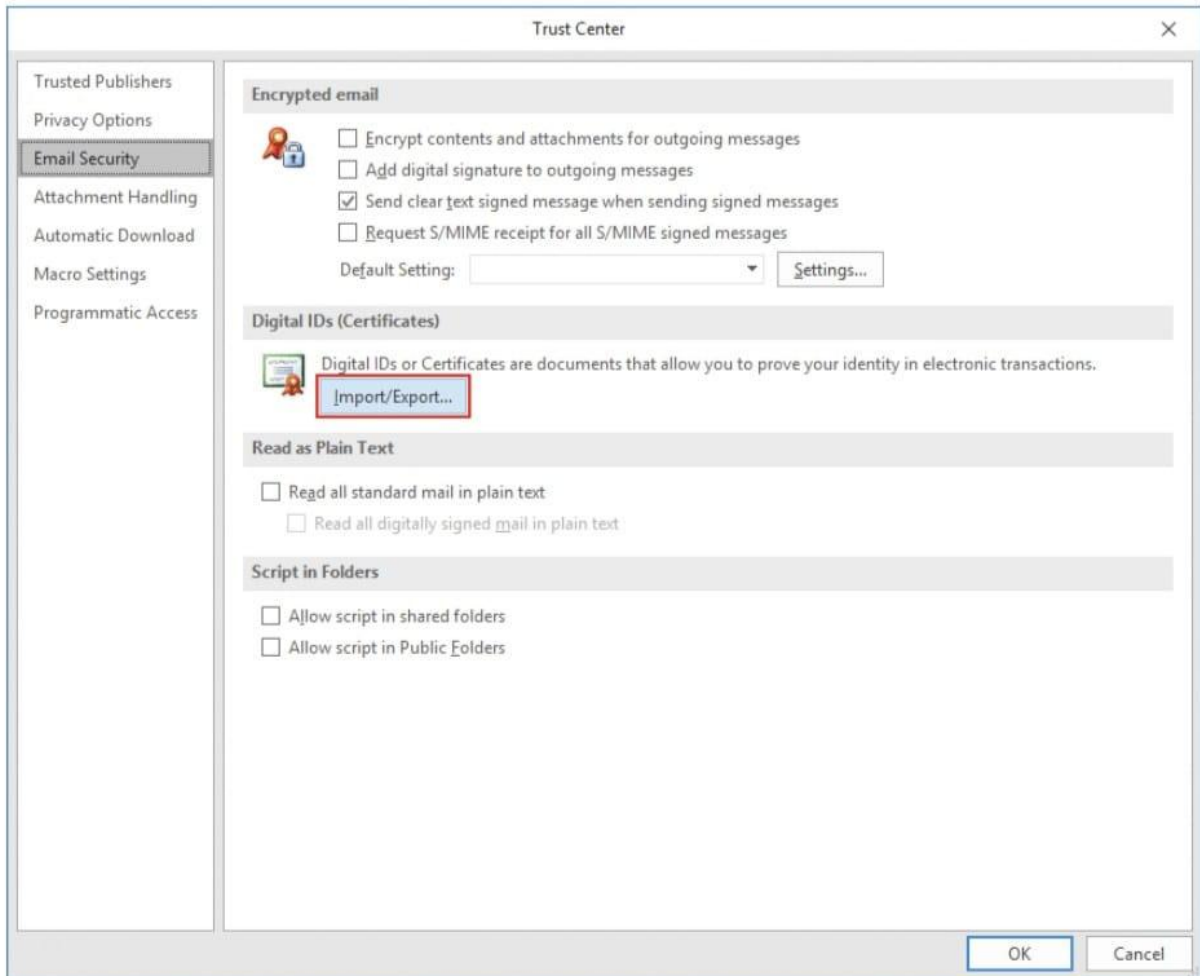 Trust Center
Trusted Publishers
Privacy Options
Email Security
Attachment Handling
Automatic Download
Macro Settings
Programmatic Access
Encrypted email
Encrypt contents and attachments for outgoing messages
Add digital signature to outgoing messages
Send clear text signed message when sending signed messages
Request S/MIME receipt for all S/MIME signed messages
Default Setting:
Settings...
Digital IDs (Certificates)
Digital IDs or Certificates are documents that allow you to prove your identity in electronic transactions.
Import/Export...
Read as Plain Text
Read all standard mail in plain text
Read all digitally signed mail in plain text
Script in Folders
Allow script in shared folders
Allow script in Public Folders
OK
Cancel